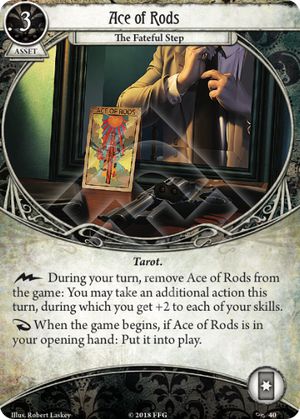 3
Ace of Rods
ASSET
The Fateful Step
ACE OF RODS
Tarot.
During your turn, remove Ace of Rods from
the game: You may take an additional action this
turn, during which you get +2 to each of your skills.
When the game begins, if Ace of Rods is in
your opening hand: Put it into play.
Illus. Robert Laskey
© 2018 FFG
40